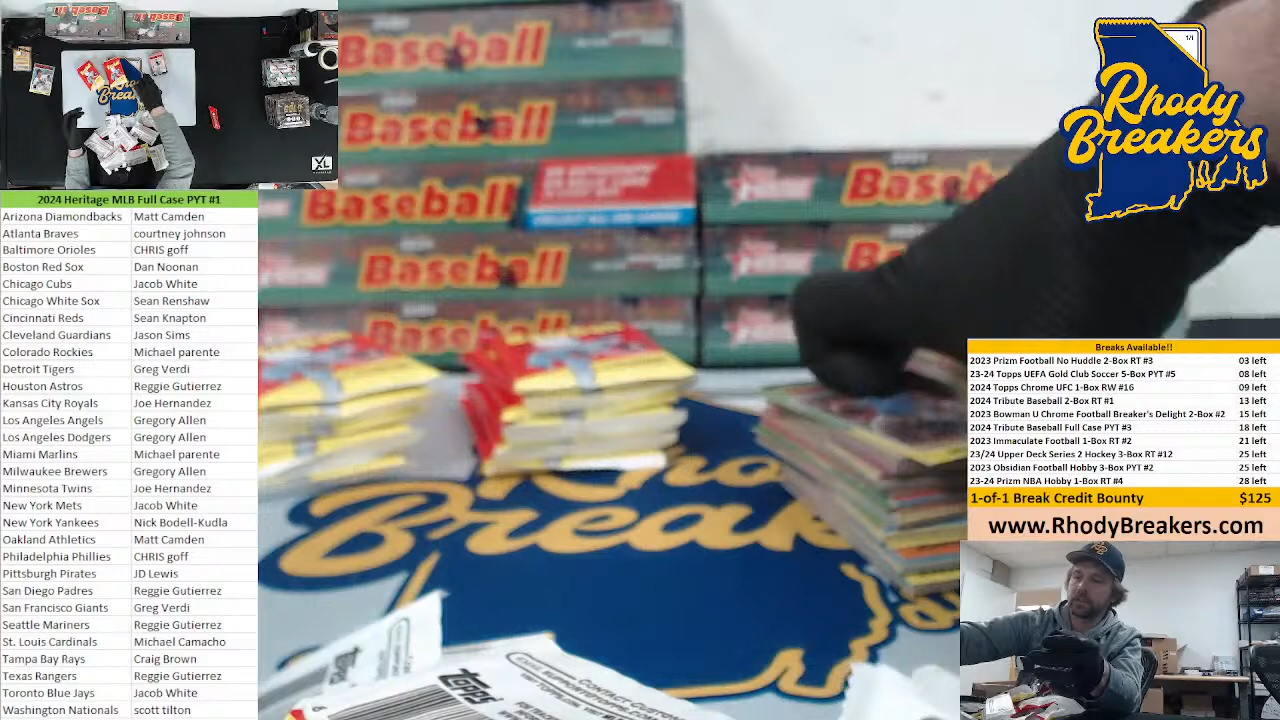 2024 Heritage MLB Full Case PYT #1
Arizona Diamondbacks Matt Camden
Atlanta Braves courtney johnson
Baltimore Orioles CHRIS goff
Boston Red Sox Dan Noonan
Chicago Cubs Jacob White
Chicago White Sox Sean Renshaw
Cincinnati Reds Sean Knapton
Cleveland Guardians Jason Sims
Colorado Rockies Michael parente
Detroit Tigers Greg Verdi
Houston Astros Reggie Gutierrez
Kansas City Royals Joe Hernandez
Los Angeles Angels Gregory Allen
Los Angeles Dodgers Gregory Allen
Miami Marlins Michael parente
Milwaukee Brewers Gregory Allen
Minnesota Twins Joe Hernandez
New York Mets Jacob White
New York Yankees Nick Bodell-Kudla
Oakland Athletics Matt Camden
Philadelphia Phillies CHRIS goff
Pittsburgh Pirates JD Lewis
San Diego Padres Reggie Gutierrez
San Francisco Giants Greg Verdi
Seattle Mariners Reggie Gutierrez
St. Louis Cardinals Michael Camacho
Tampa Bay Rays Craig Brown
Texas Rangers Reggie Gutierrez
Toronto Blue Jays Jacob White
Washington Nationals scott tilton
Baseball
Baseball
Baseball
Baseball
Baseball
Baseball
Breakers
TOPPS
XL
1/1
Rhody
Breakers
Breaks Available!!
2023 Prizm Football No Huddle 2-Box RT #3 03 left
23-24 Topps UEFA Gold Club Soccer 5-Box PYT #5 08 left
2024 Topps Chrome UFC 1-Box RW #16 09 left
2024 Tribute Baseball 2-Box RT #1 13 left
2023 Bowman U Chrome Football Breaker's Delight 2-Box #2 15 left
2024 Tribute Baseball Full Case PYT #3 18 left
2023 Immaculate Football 1-Box RT #2 21 left
23/24 Upper Deck Series 2 Hockey 3-Box RT #12 25 left
2023 Obsidian Football Hobby 3-Box PYT #2 25 left
23-24 Prizm NBA Hobby 1-Box RT #4 28 left
1-of-1 Break Credit Bounty $125
www.RhodyBreakers.com